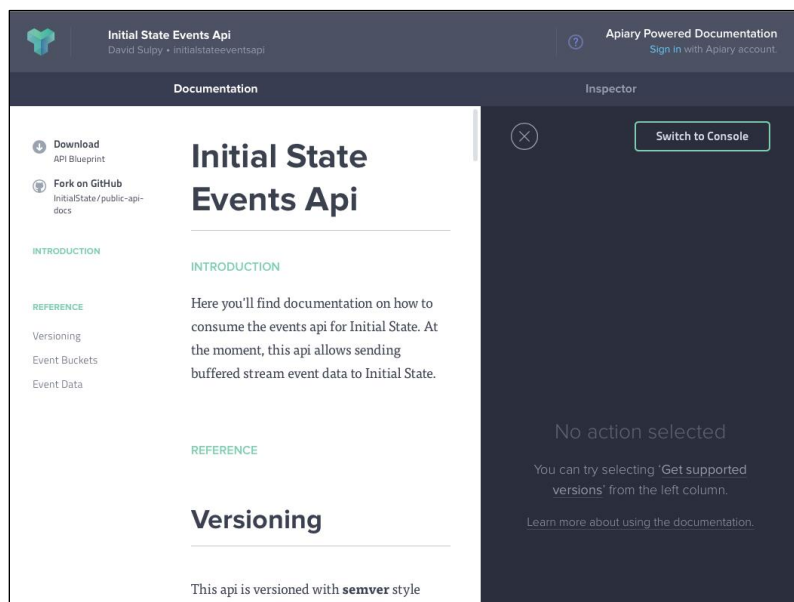 Initial State Events Api
David Sulpy • initialstateeventsapi
?
Apiary Powered Documentation
Sign in with Apiary account.
Documentation
Inspector
Download
API Blueprint
Fork on GitHub
InitialState/public-api-
docs
INTRODUCTION
REFERENCE
Versioning
Event Buckets
Event Data
Initial State
Events Api
INTRODUCTION
Here you'll find documentation on how to
consume the events api for Initial State. At
the moment, this api allows sending
buffered stream event data to Initial State.
REFERENCE
Versioning
This api is versioned with semver style
Switch to Console
No action selected
You can try selecting 'Get supported
versions' from the left column.
Learn more about using the documentation.